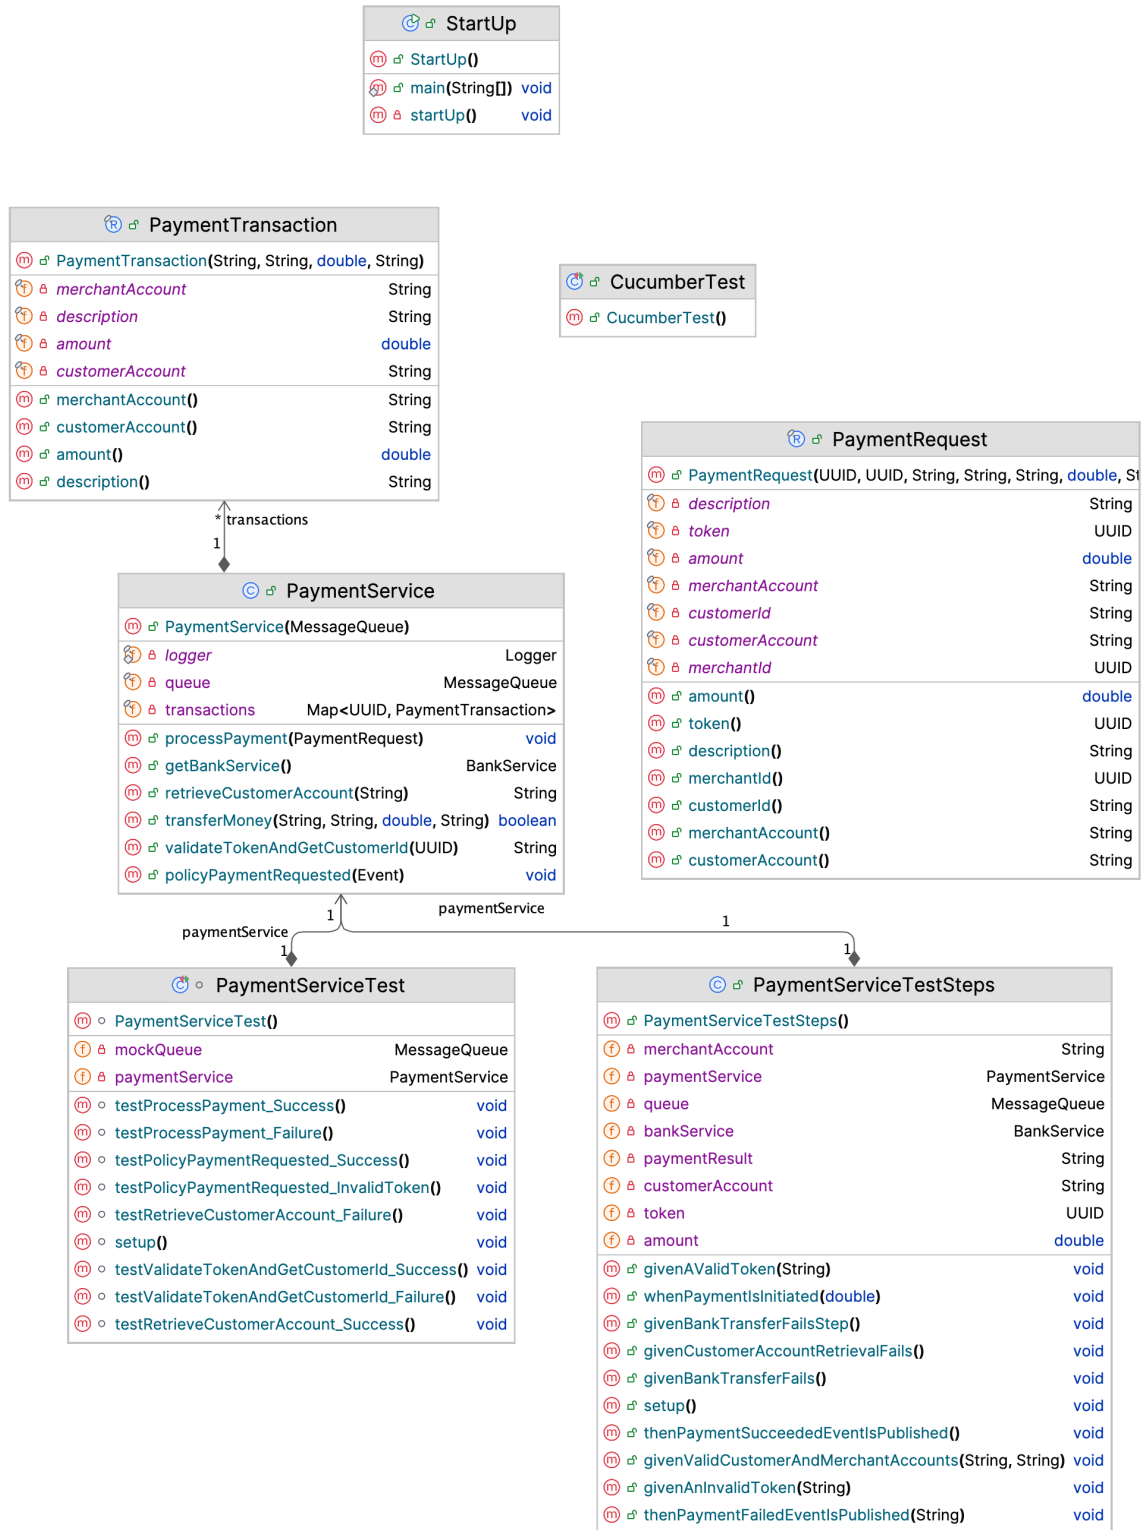 StartUp
StartUp()
main(String[]) void
startUp() void
PaymentTransaction
PaymentTransaction(String, String, double, String)
merchantAccount String
description String
amount double
customerAccount String
merchantAccount() String
customerAccount() String
amount() double
description() String
CucumberTest
CucumberTest()
PaymentRequest
PaymentRequest(UUID, UUID, String, String, String, double, St
description String
token UUID
amount double
merchantAccount String
customerId String
customerAccount String
merchantId UUID
amount() double
token() UUID
description() String
merchantId() UUID
customerId() String
merchantAccount() String
customerAccount() String
* transactions
1
PaymentService
PaymentService(MessageQueue)
logger Logger
queue MessageQueue
transactions Map<UUID, PaymentTransaction>
processPayment(PaymentRequest) void
getBankService() BankService
retrieveCustomerAccount(String) String
transferMoney(String, String, double, String) boolean
validateTokenAndGetCustomerId(UUID) String
policyPaymentRequested(Event) void
1 paymentService 1
paymentService
1 1
PaymentServiceTest
PaymentServiceTest()
mockQueue MessageQueue
paymentService PaymentService
testProcessPayment_Success() void
testProcessPayment_Failure() void
testPolicyPaymentRequested_Success() void
testPolicyPaymentRequested_InvalidToken() void
testRetrieveCustomerAccount_Failure() void
setup() void
testValidateTokenAndGetCustomerId_Success() void
testValidateTokenAndGetCustomerId_Failure() void
testRetrieveCustomerAccount_Success() void
PaymentServiceTestSteps
PaymentServiceTestSteps()
merchantAccount String
paymentService PaymentService
queue MessageQueue
bankService BankService
paymentResult String
customerAccount String
token UUID
amount double
givenAValidToken(String) void
whenPaymentIsInitiated(double) void
givenBankTransferFailsStep() void
givenCustomerAccountRetrievalFails() void
givenBankTransferFails() void
setup() void
thenPaymentSucceededEventIsPublished() void
givenValidCustomerAndMerchantAccounts(String, String) void
givenAnInvalidToken(String) void
thenPaymentFailedEventIsPublished(String) void